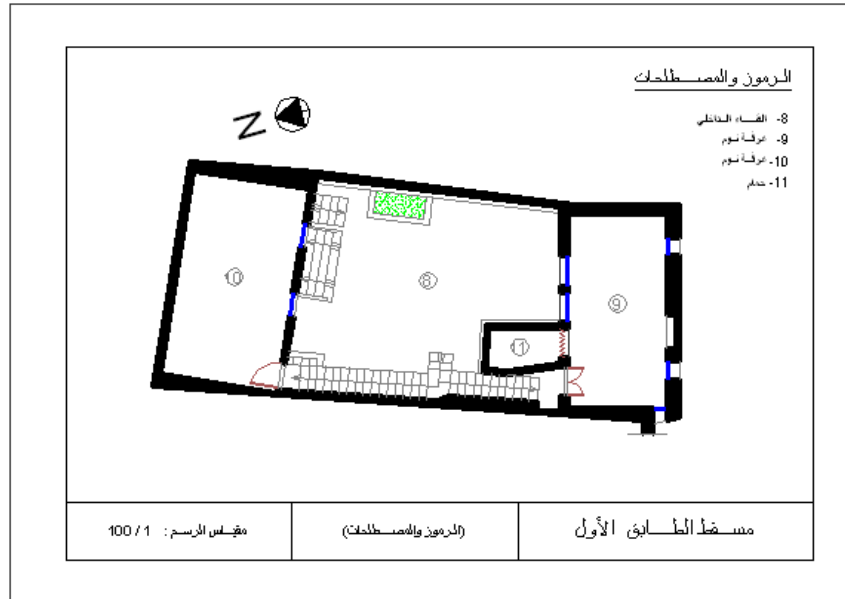 الرموز والمصطلحات
8- الفناء الداخلي
9- غرفة نوم
10- غرفة نوم
11- حمام
N
10
8
9
11
مسقط الطابق الأول
(الرموز والمصطلحات)
مقياس الرسم : 1 / 100